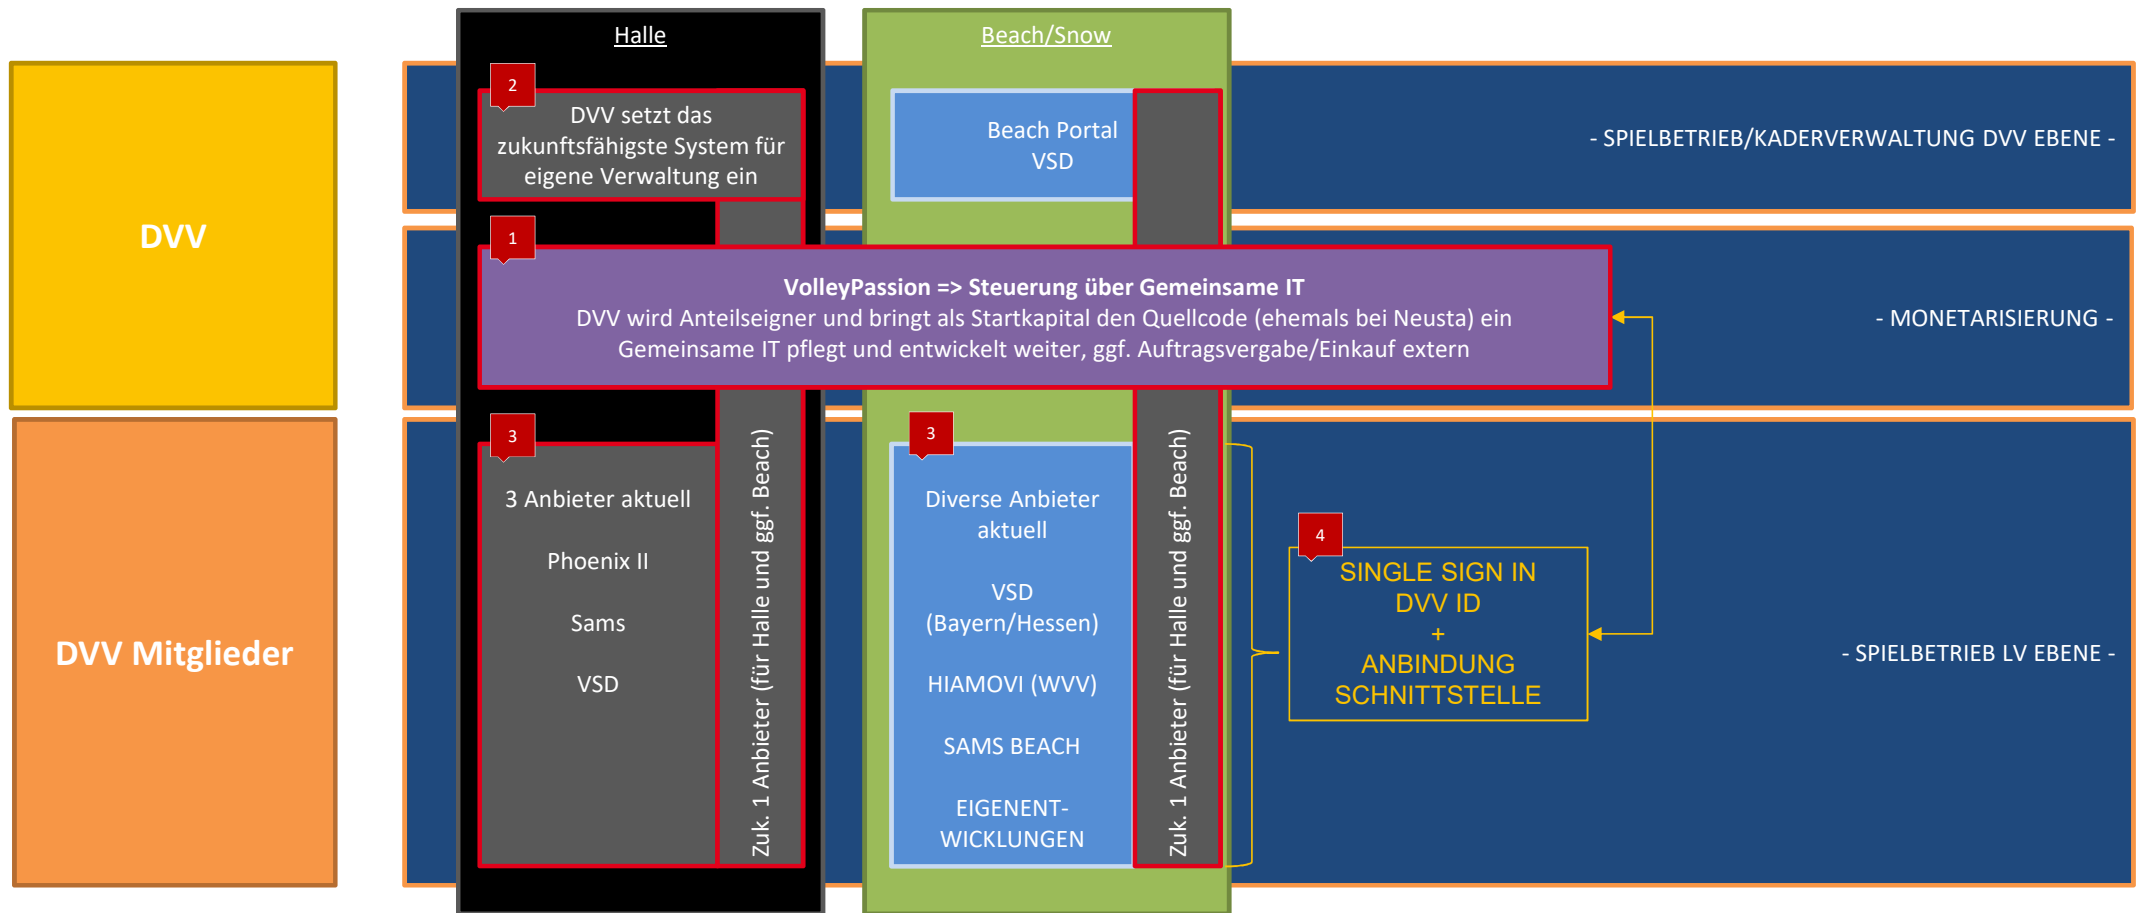 Halle
Beach/Snow
DVV
2
DVV setzt das
zukunftsfähigste System für
eigene Verwaltung ein
Beach Portal
VSD
- SPIELBETRIEB/KADERVERWALTUNG DVV EBENE -
1
VolleyPassion => Steuerung über Gemeinsame IT
DVV wird Anteilseigner und bringt als Startkapital den Quellcode (ehemals bei Neusta) ein
Gemeinsame IT pflegt und entwickelt weiter, ggf. Auftragsvergabe/Einkauf extern
- MONETARISIERUNG -
DVV Mitglieder
3
3 Anbieter aktuell
Phoenix II
Sams
VSD
Zuk. 1 Anbieter (für Halle und ggf. Beach)
3
Diverse Anbieter
aktuell
VSD
(Bayern/Hessen)
HIAMOVI (WVV)
SAMS BEACH
EIGENENT-
WICKLUNGEN
Zuk. 1 Anbieter (für Halle und ggf. Beach)
4
SINGLE SIGN IN
DVV ID
+
ANBINDUNG
SCHNITTSTELLE
- SPIELBETRIEB LV EBENE -